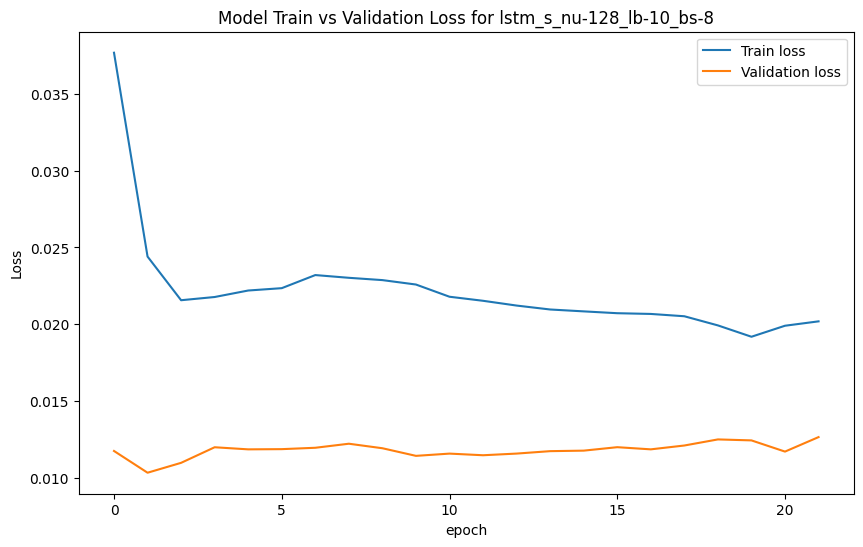 Model Train vs Validation Loss for lstm_s_nu-128_lb-10_bs-8
Train loss
Validation loss
0.035
0.030
0.025
0.020
0.015
0.010
Loss
0 5 10 15 20
epoch